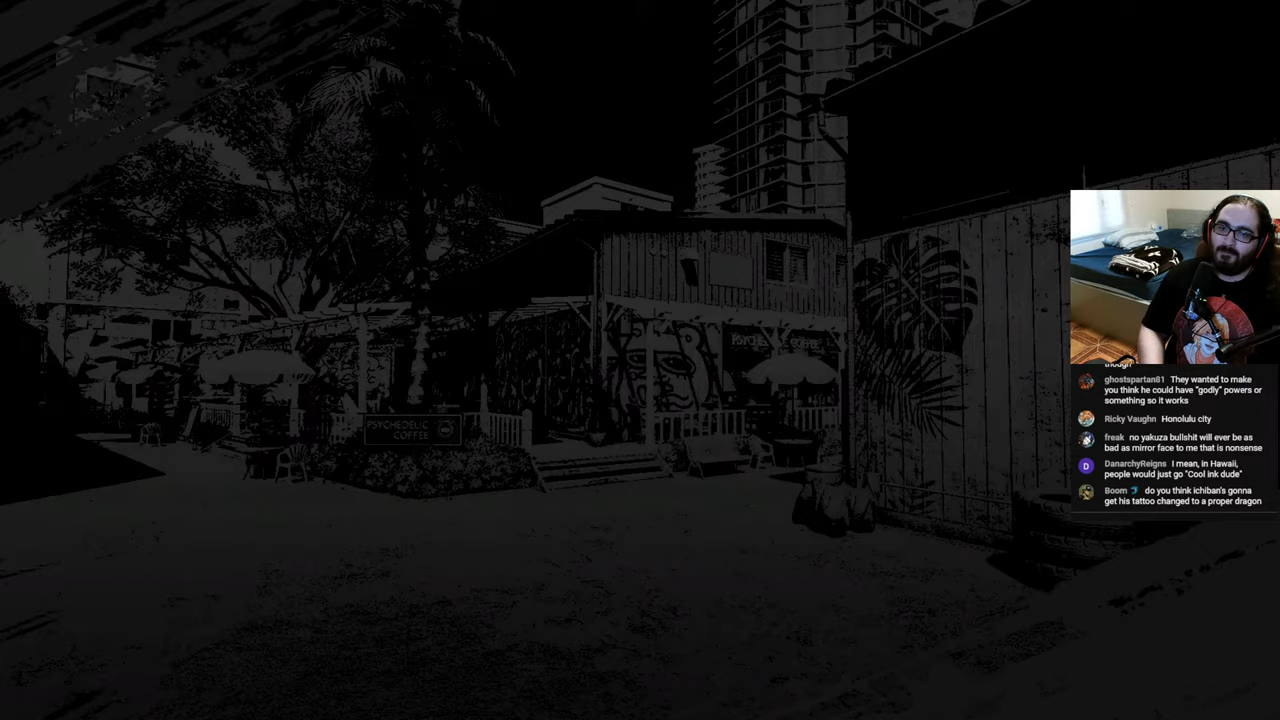 PSYCHEDELIC
COFFEE
though
ghostspartan81 They wanted to make
you think he could have "godly" powers or
something so it works
Ricky Vaughn Honolulu city
freak no yakuza bullshit will ever be as
bad as mirror face to me that is nonsense
D
DanarchyReigns I mean, in Hawaii,
people would just go "Cool ink dude"
Boom do you think ichiban's gonna
get his tattoo changed to a proper dragon